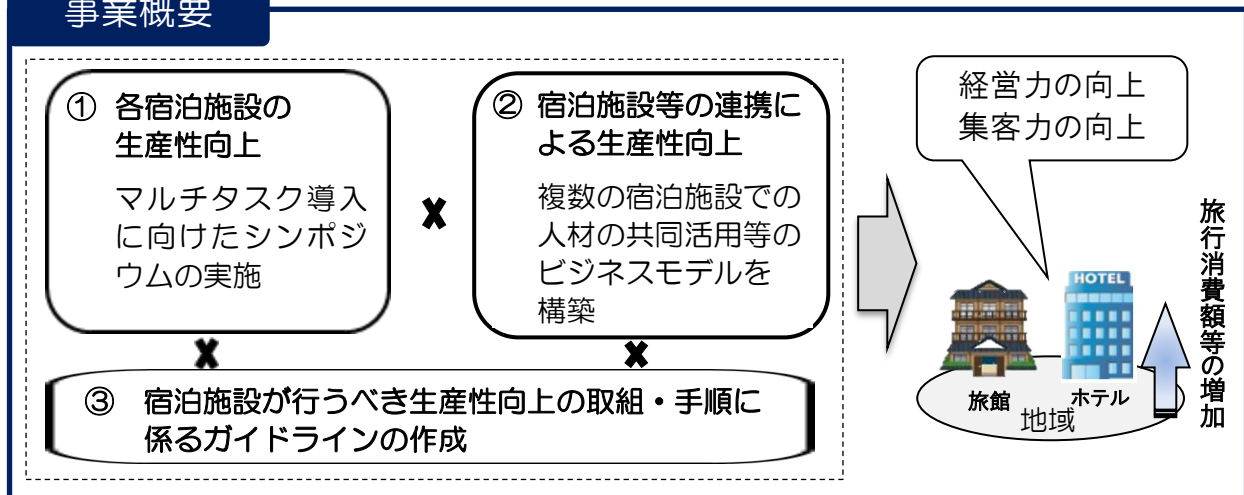 事業概要
① 各宿泊施設の
生産性向上
マルチタスク導入
に向けたシンポジ
ウムの実施
×
② 宿泊施設等の連携に
よる生産性向上
複数の宿泊施設での
人材の共同活用等の
ビジネスモデルを
構築
×
×
③ 宿泊施設が行うべき生産性向上の取組・手順に
係るガイドラインの作成
経営力の向上
集客力の向上
HOTEL
旅館
ホテル
地域
旅行消費額等の増加